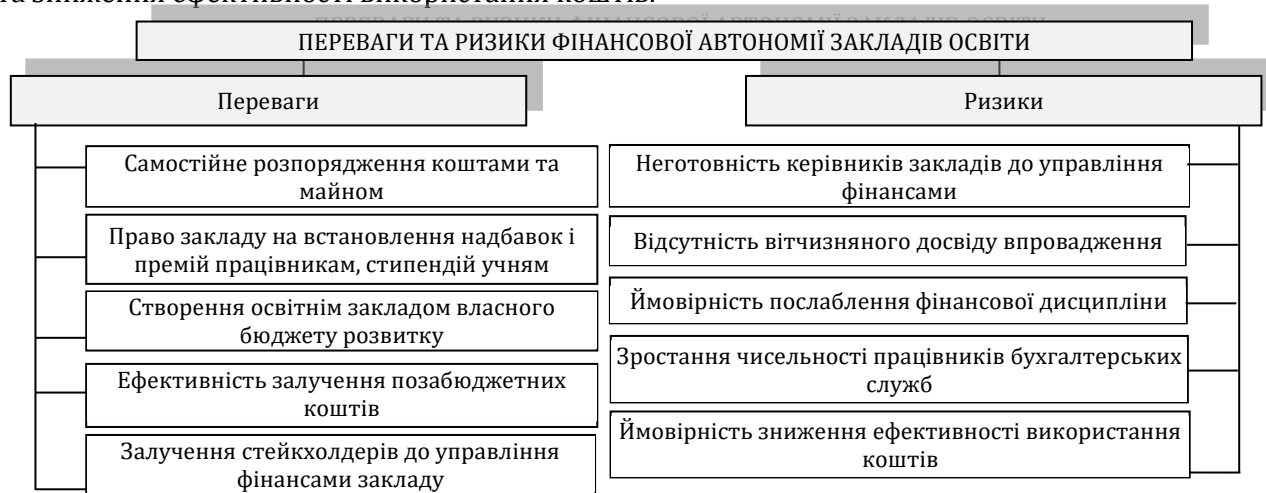 та зниження ефективності використання коштів.
ПЕРЕВАГИ ТА РИЗИКИ ФІНАНСОВОЇ АВТОНОМІЇ ЗАКЛАДІВ ОСВІТИ
Переваги
Самостійне розпорядження коштами та
майном
Право закладу на встановлення надбавок і
премій працівникам, стипендій учням
Створення освітнім закладом власного
бюджету розвитку
Ефективність залучення позабюджетних
коштів
Залучення стейкхолдерів до управління
фінансами закладу
Ризики
Неготовність керівників закладів до управління
фінансами
Відсутність вітчизняного досвіду впровадження
Ймовірність послаблення фінансової дисципліни
Зростання чисельності працівників бухгалтерських
служб
Ймовірність зниження ефективності використання
коштів